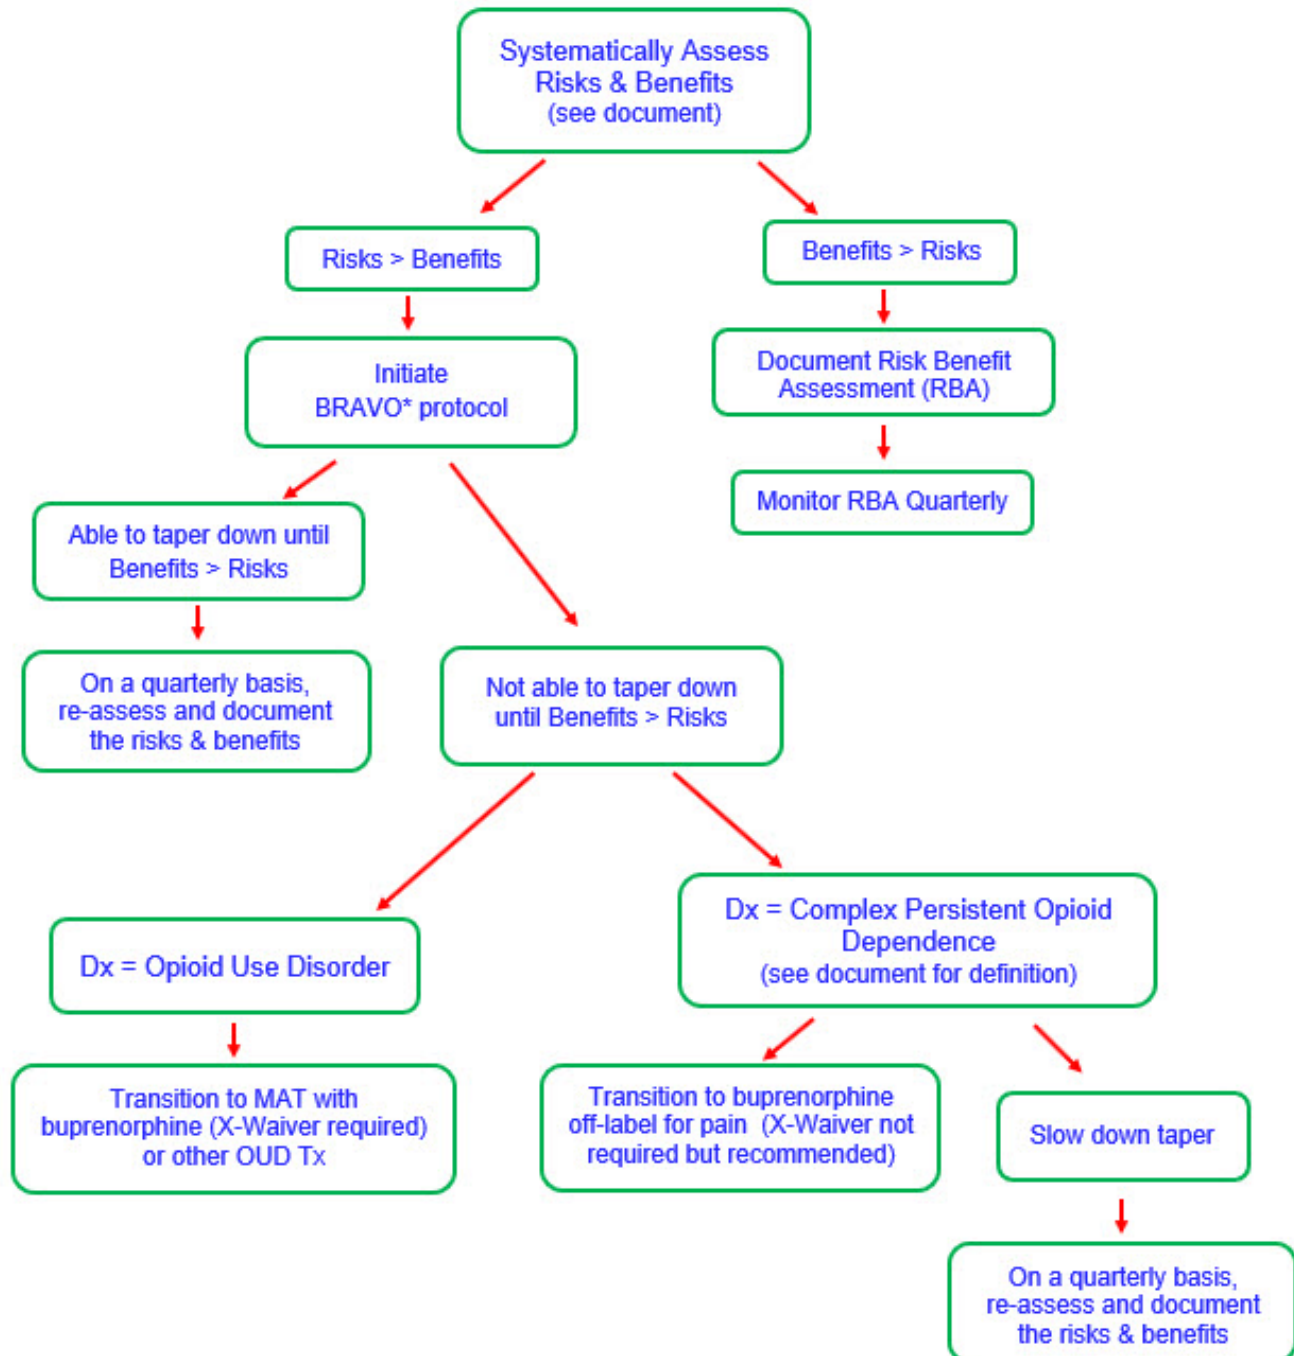 Systematically Assess
Risks & Benefits
(see document)
Risks > Benefits
Benefits > Risks
Initiate
BRAVO* protocol
Document Risk Benefit
Assessment (RBA)
Monitor RBA Quarterly
Able to taper down until
Benefits > Risks
On a quarterly basis,
re-assess and document
the risks & benefits
Not able to taper down
until Benefits > Risks
Dx = Opioid Use Disorder
Dx = Complex Persistent Opioid
Dependence
(see document for definition)
Transition to MAT with
buprenorphine (X-Waiver required)
or other OUD Tx
Transition to buprenorphine
off-label for pain (X-Waiver not
required but recommended)
Slow down taper
On a quarterly basis,
re-assess and document
the risks & benefits